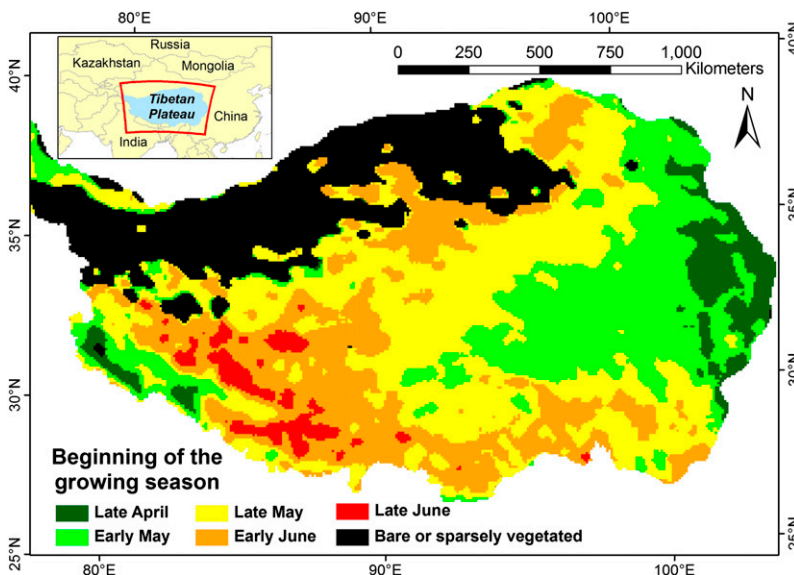 80°E 90°E 100°E
40°N 40°N
Russia
Kazakhstan
Mongolia
Tibetan
Plateau
China
India
0 250 500 750 1,000
Kilometers
N
35°N 35°N
30°N 30°N
25°N 25°N
Beginning of the
growing season
Late April Late May Late June
Early May Early June Bare or sparsely vegetated
80°E 90°E 100°E